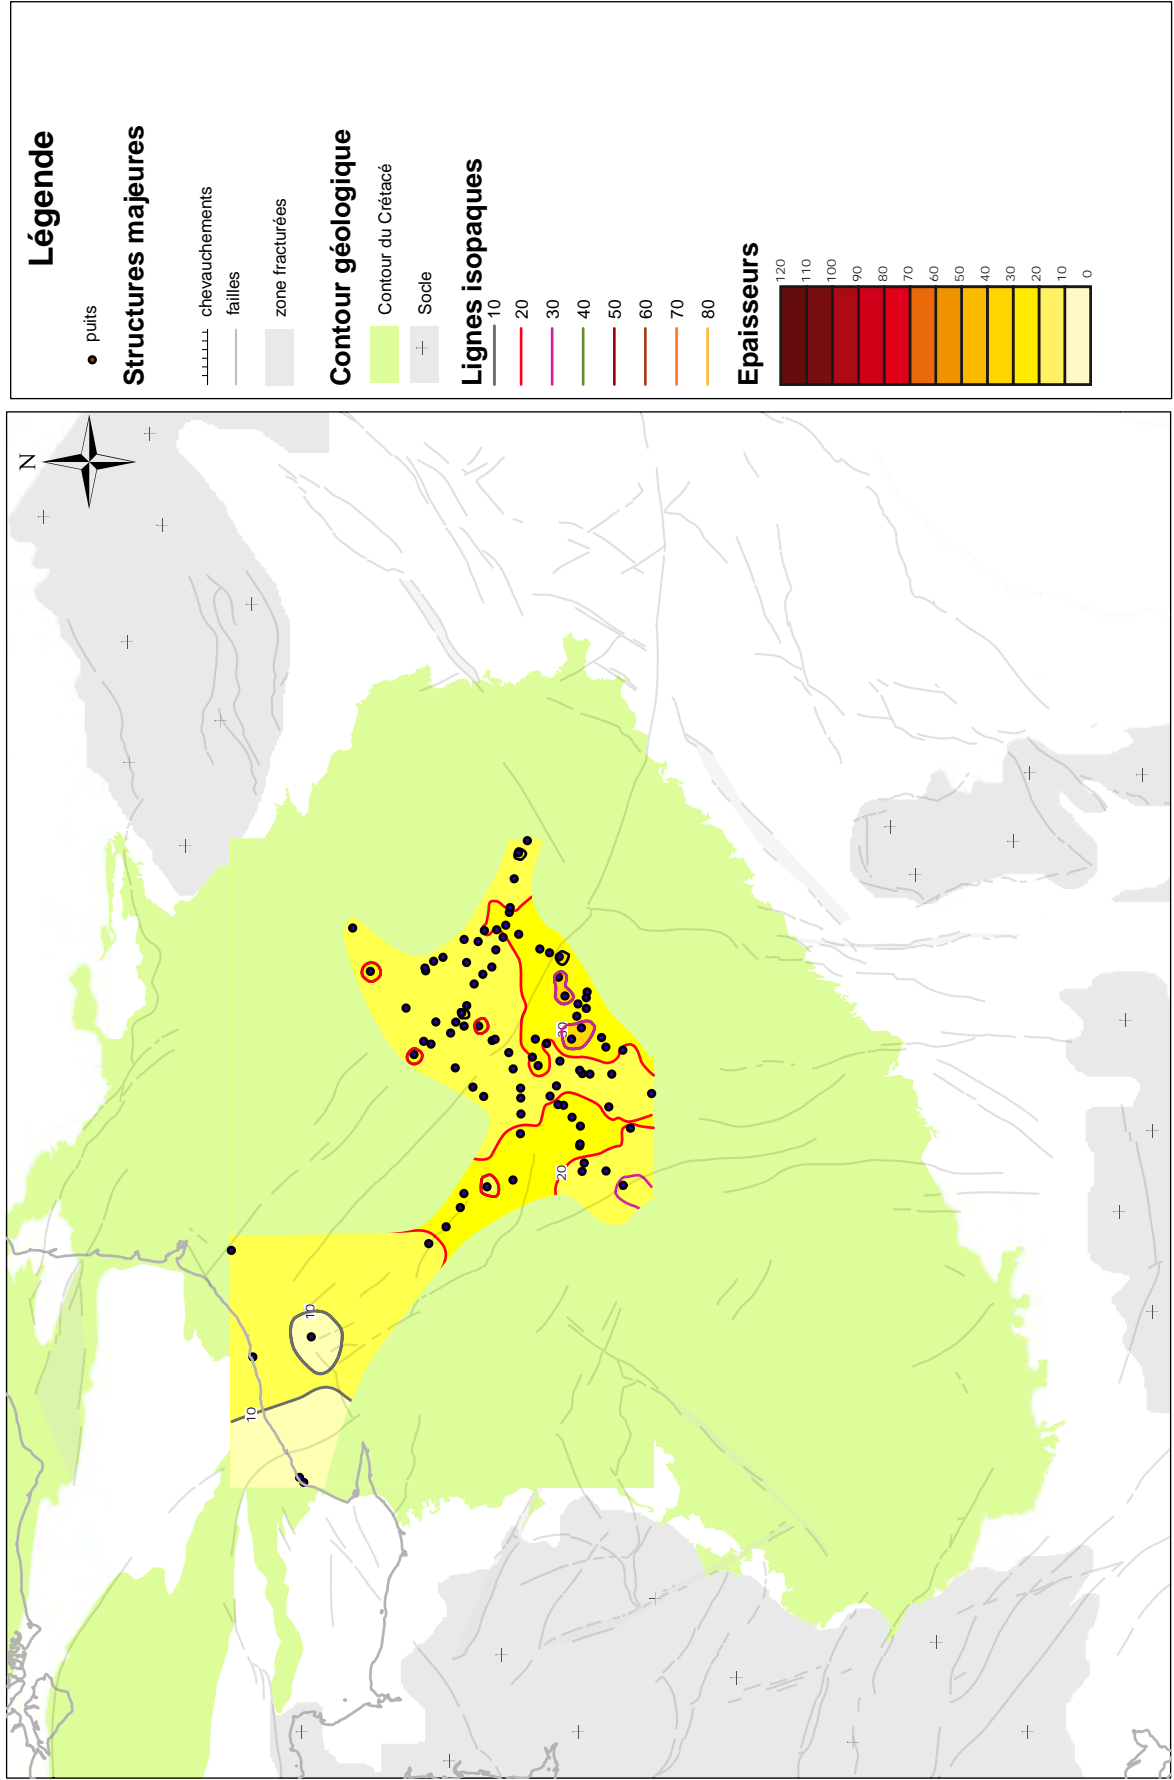 Légende
puits
Structures majeures
chevauchements
failles
zone fracturées
Contour géologique
Contour du Crétacé
Socle
Lignes isopaques
10
20
30
40
50
60
70
80
Epaisseurs
120
110
100
90
80
70
60
50
40
30
20
10
0
N
30
20
10
10